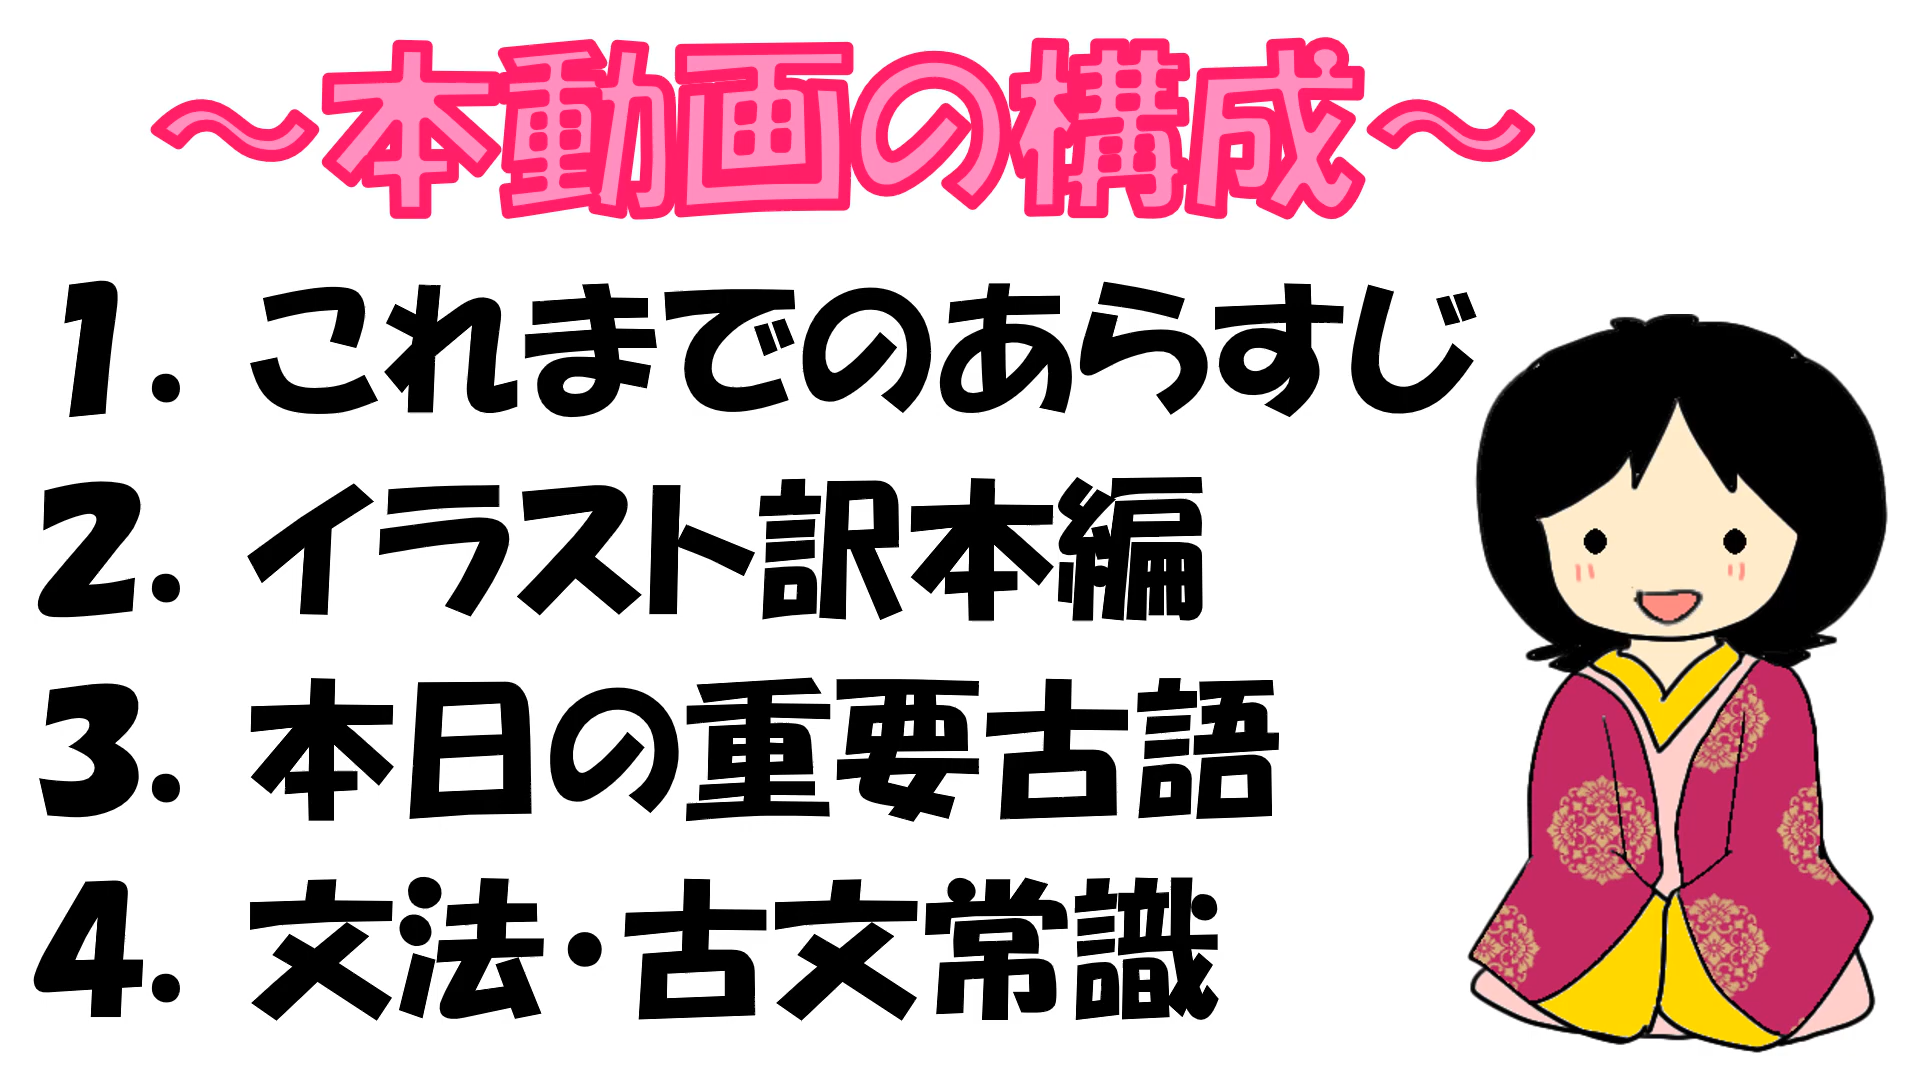 ～本動画の構成～
1. これまでのあらすじ
2. イラスト訳本編
3. 本日の重要古語
4. 文法・古文常識